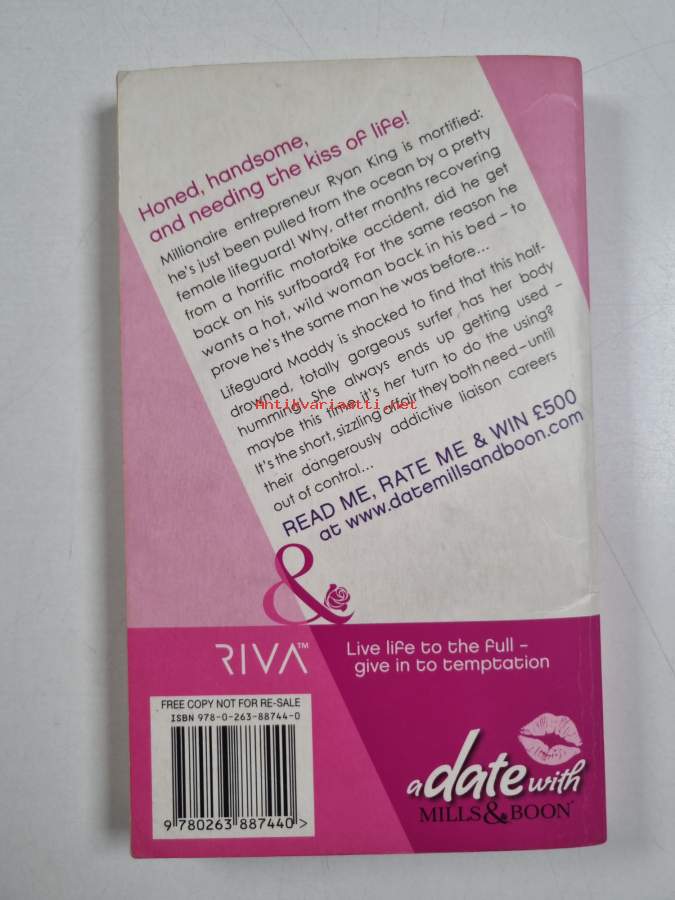 Honed, handsome,
and needing the kiss of life!
Millionaire entrepreneur Ryan King is mortified:
he's just been pulled from the ocean by a pretty
female lifeguard! Why, after months recovering
from a horrific motorbike accident, did he get
back on his surfboard? For the same reason he
wants a hot, wild woman back in his bed – to
prove he's the same man he was before...
Lifeguard Maddy is shocked to find that this half-
drowned, totally gorgeous surfer has her body
humming. She always ends up getting used –
maybe this time it's her turn to do the using?
Antikvariaatti.net
It's the short, sizzling affair they both need – until
their dangerously addictive liaison careers
out of control...
READ ME, RATE ME & WIN £500
at www.datemillsandboon.com
&
RIVA™
Live life to the full –
give in to temptation
FREE COPY NOT FOR RE-SALE
ISBN 978-0-263-88744-0
9 780263 887440 >
a date with
MILLS & BOON®